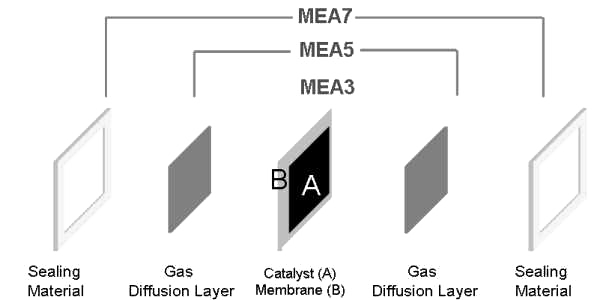 MEA7
MEA5
MEA3
B
A
Sealing
Material
Gas
Diffusion Layer
Catalyst (A)
Membrane (B)
Gas
Diffusion Layer
Sealing
Material